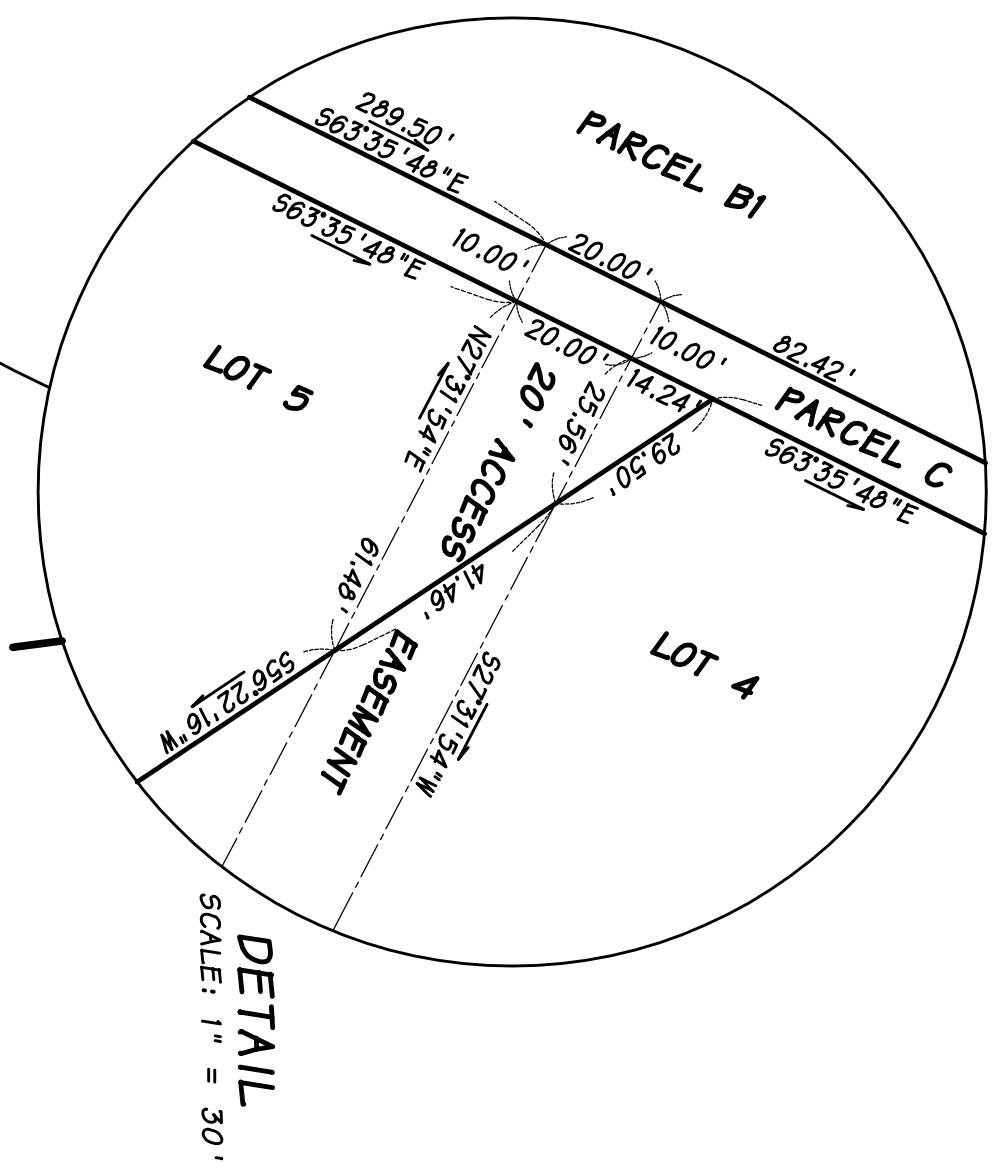 PARCEL B1
289.50'
S63°35'48"E
S63°35'48"E
10.00'
20.00'
20.00'
10.00'
82.42'
14.24'
PARCEL C
S63°35'48"E
LOT 5
N27°31'54"E
20' ACCESS
EASEMENT
25.56'
29.50'
61.48'
41.46'
S56°22'16"W
S27°31'54"W
LOT 4
DETAIL
SCALE: 1" = 30'